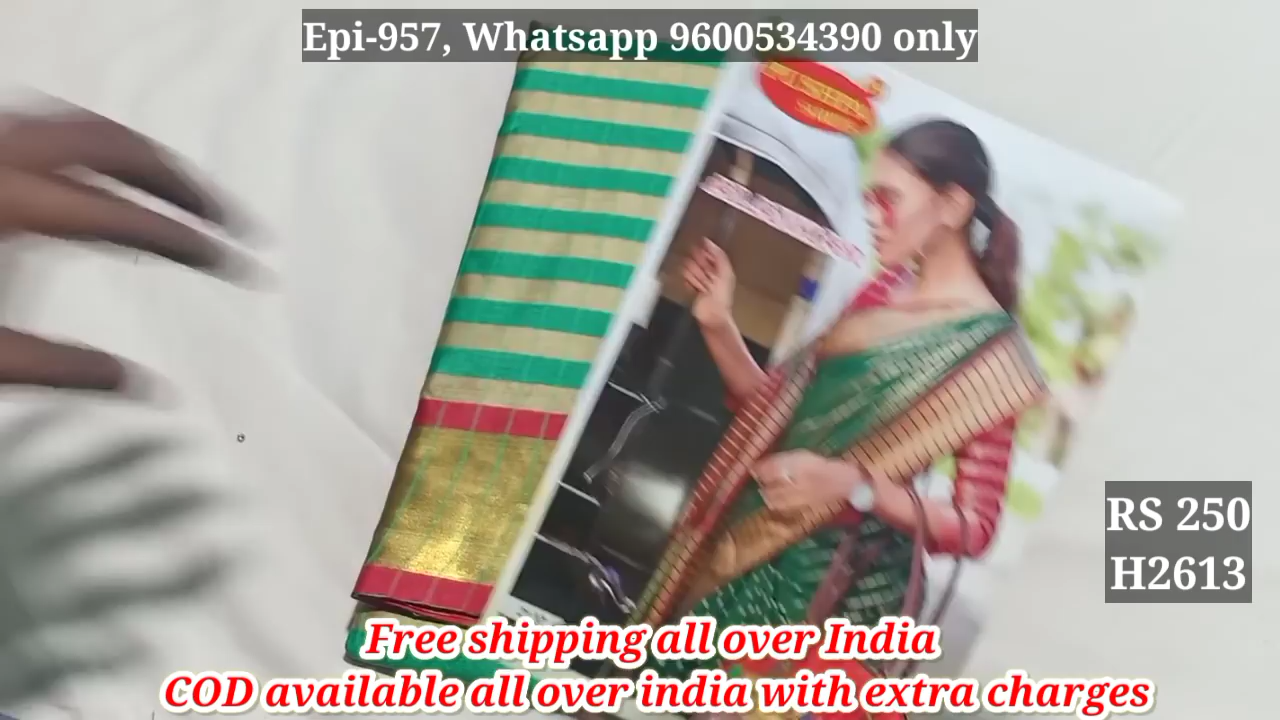 Epi-957, Whatsapp 9600534390 only
RS 250
H2613
Free shipping all over India
COD available all over india with extra charges